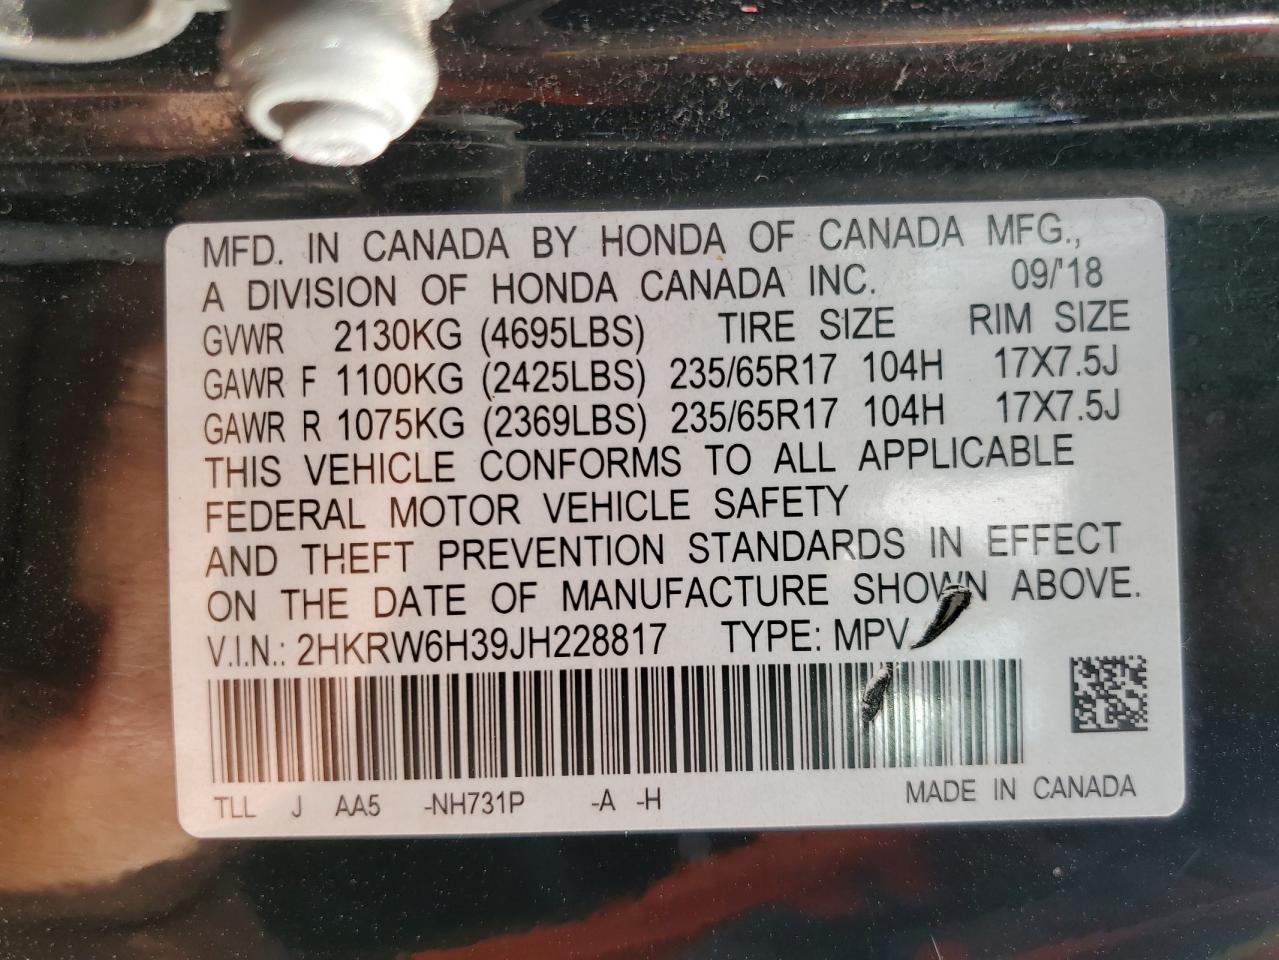 MFD. IN CANADA BY HONDA OF CANADA MFG.,
A DIVISION OF HONDA CANADA INC. 09/'18
GVWR 2130KG (4695LBS) TIRE SIZE RIM SIZE
GAWR F 1100KG (2425LBS) 235/65R17 104H 17X7.5J
GAWR R 1075KG (2369LBS) 235/65R17 104H 17X7.5J
THIS VEHICLE CONFORMS TO ALL APPLICABLE
FEDERAL MOTOR VEHICLE SAFETY
AND THEFT PREVENTION STANDARDS IN EFFECT
ON THE DATE OF MANUFACTURE SHOWN ABOVE.
V.I.N.: 2HKRW6H39JH228817 TYPE: MPV
TLL J AA5 -NH731P -A -H MADE IN CANADA